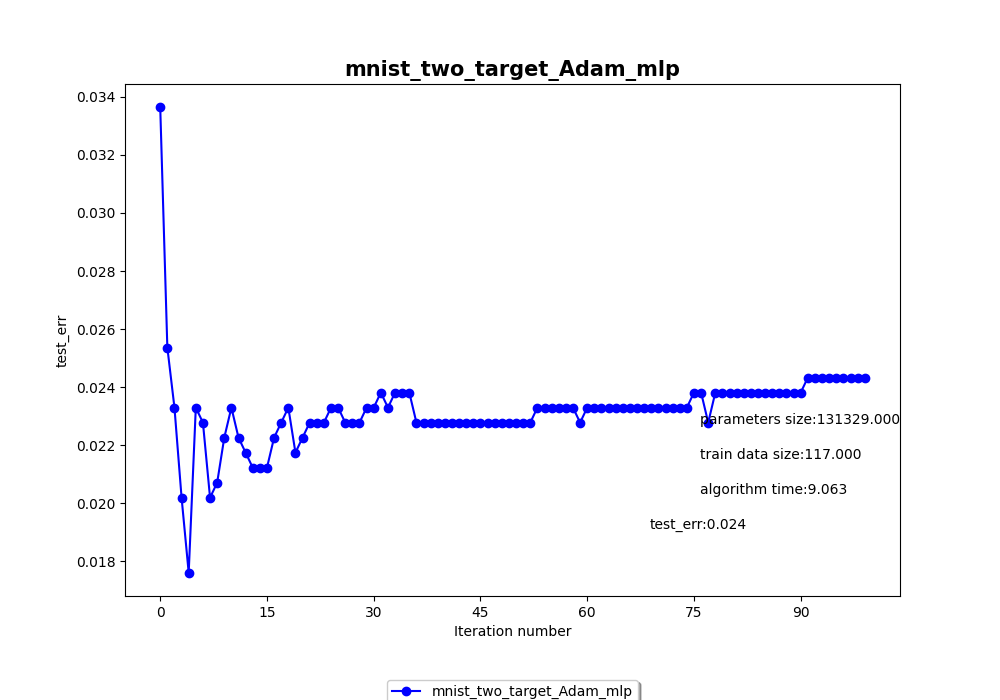 mnist_two_target_Adam_mlp
0.034
0.032
0.030
0.028
0.026
0.024
0.022
0.020
0.018
test_err
parameters size:131329.000
train data size:117.000
algorithm time:9.063
test_err:0.024
0 15 30 45 60 75 90
Iteration number
mnist_two_target_Adam_mlp